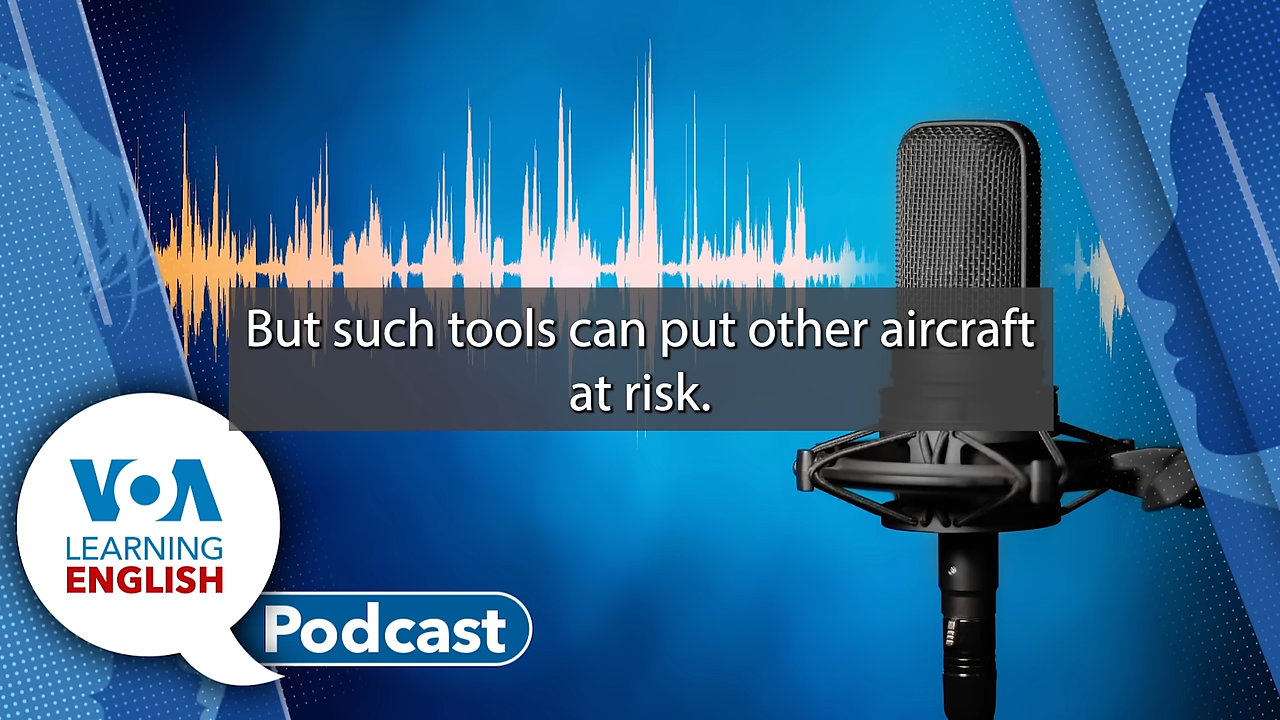 But such tools can put other aircraft
at risk.
VOA
LEARNING
ENGLISH
Podcast